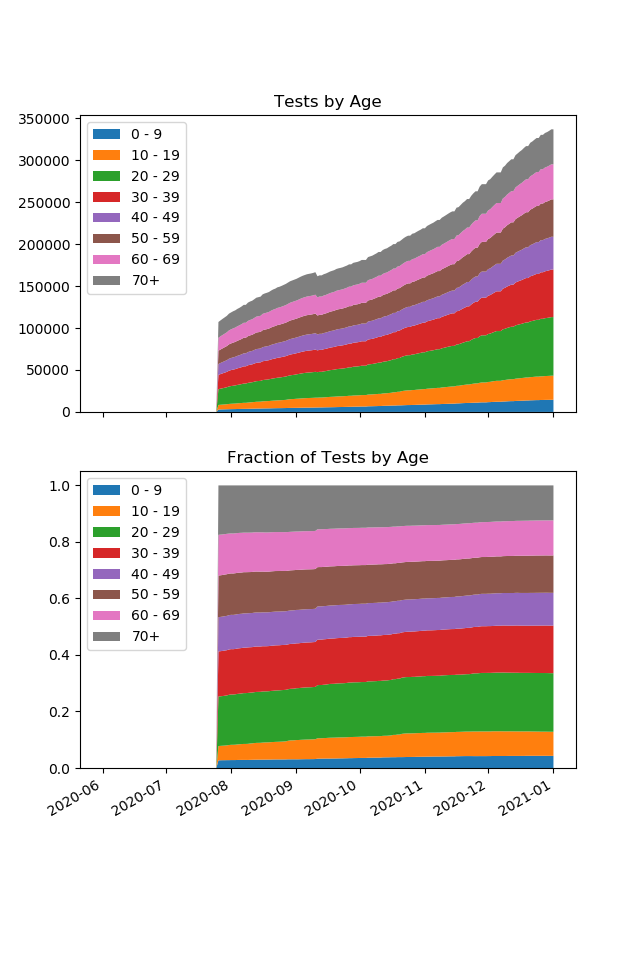 Tests by Age
350000
300000
250000
200000
150000
100000
50000
0
0 - 9
10 - 19
20 - 29
30 - 39
40 - 49
50 - 59
60 - 69
70+
Fraction of Tests by Age
1.0
0.8
0.6
0.4
0.2
0.0
0 - 9
10 - 19
20 - 29
30 - 39
40 - 49
50 - 59
60 - 69
70+
2020-06
2020-07
2020-08
2020-09
2020-10
2020-11
2020-12
2021-01